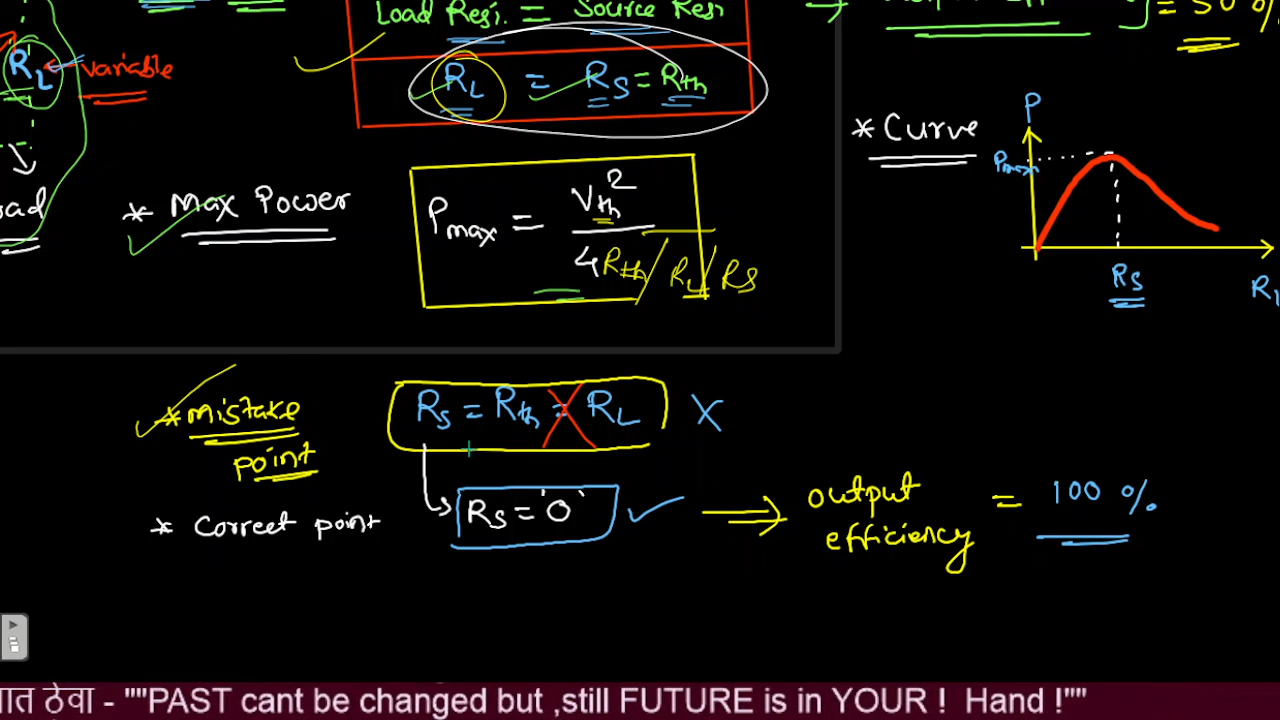 Load Resi. = Source Resi
= 50 %
RL variable
RL = RS = Rth
* Curve
P
Pmax
RS
* Max Power
Pmax = Vth² / 4Rth / RL / RS
* Mistake point
RS = Rth = RL X
* Correct point
RS = '0'
output efficiency = 100 %
ात ठेवा - ""PAST cant be changed but ,still FUTURE is in YOUR ! Hand !""